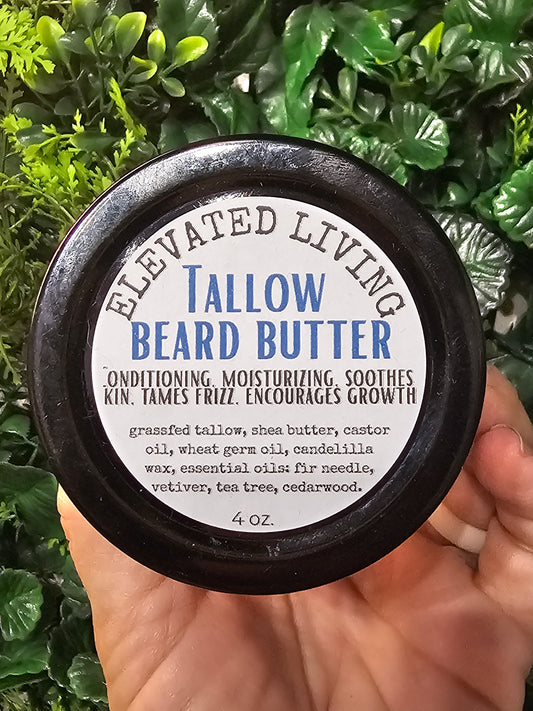 ELEVATED LIVING
TALLOW
BEARD BUTTER
ONDITIONING, MOISTURIZING, SOOTHES
KIN, TAMES FRIZZ, ENCOURAGES GROWTH
grassfed tallow, shea butter, castor
oil, wheat germ oil, candelilla
wax, essential oils: fir needle,
vetiver, tea tree, cedarwood.
4 oz.